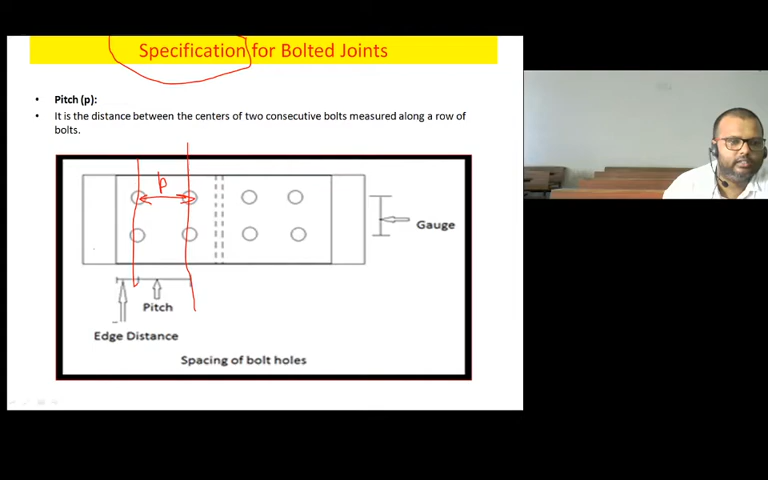 Specification for Bolted Joints
• Pitch (p):
• It is the distance between the centers of two consecutive bolts measured along a row of
bolts.
p
Gauge
Pitch
Edge Distance
Spacing of bolt holes